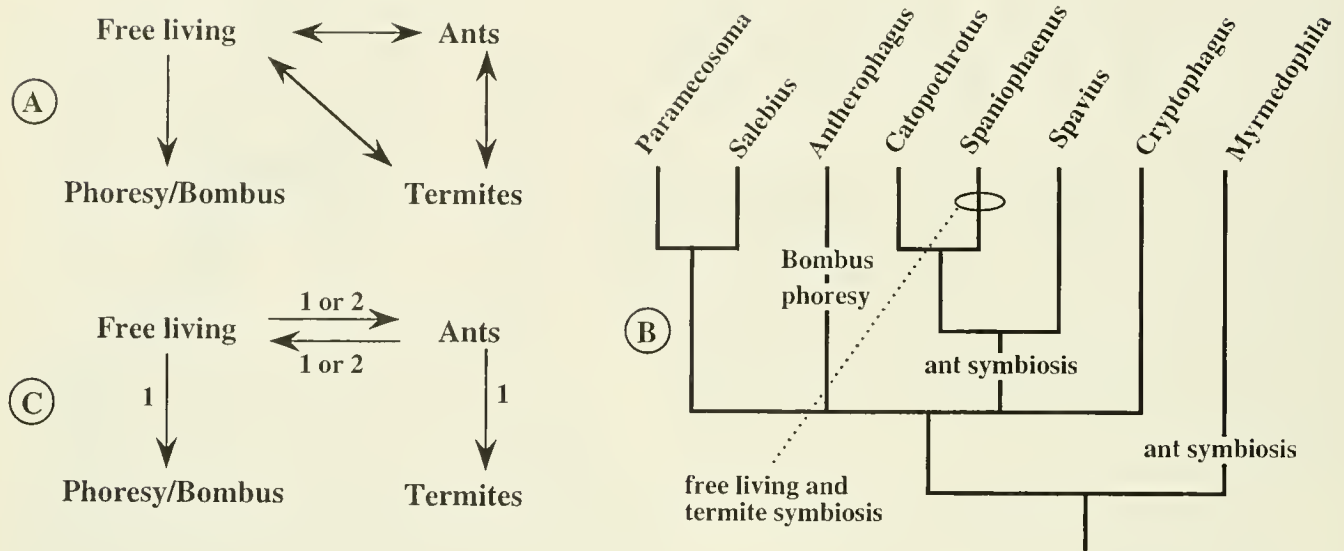 Free living
Ants
A
Phoresy/Bombus
Termites
1 or 2
Free living
Ants
1 or 2
C
1
1
Phoresy/Bombus
Termites
Paramecosoma
Salebius
Antherophagus
Catopochrotus
Spaniophaenus
Spavius
Cryptophagus
Myrmedophila
Bombus
phoresy
B
ant symbiosis
ant symbiosis
free living and
termite symbiosis